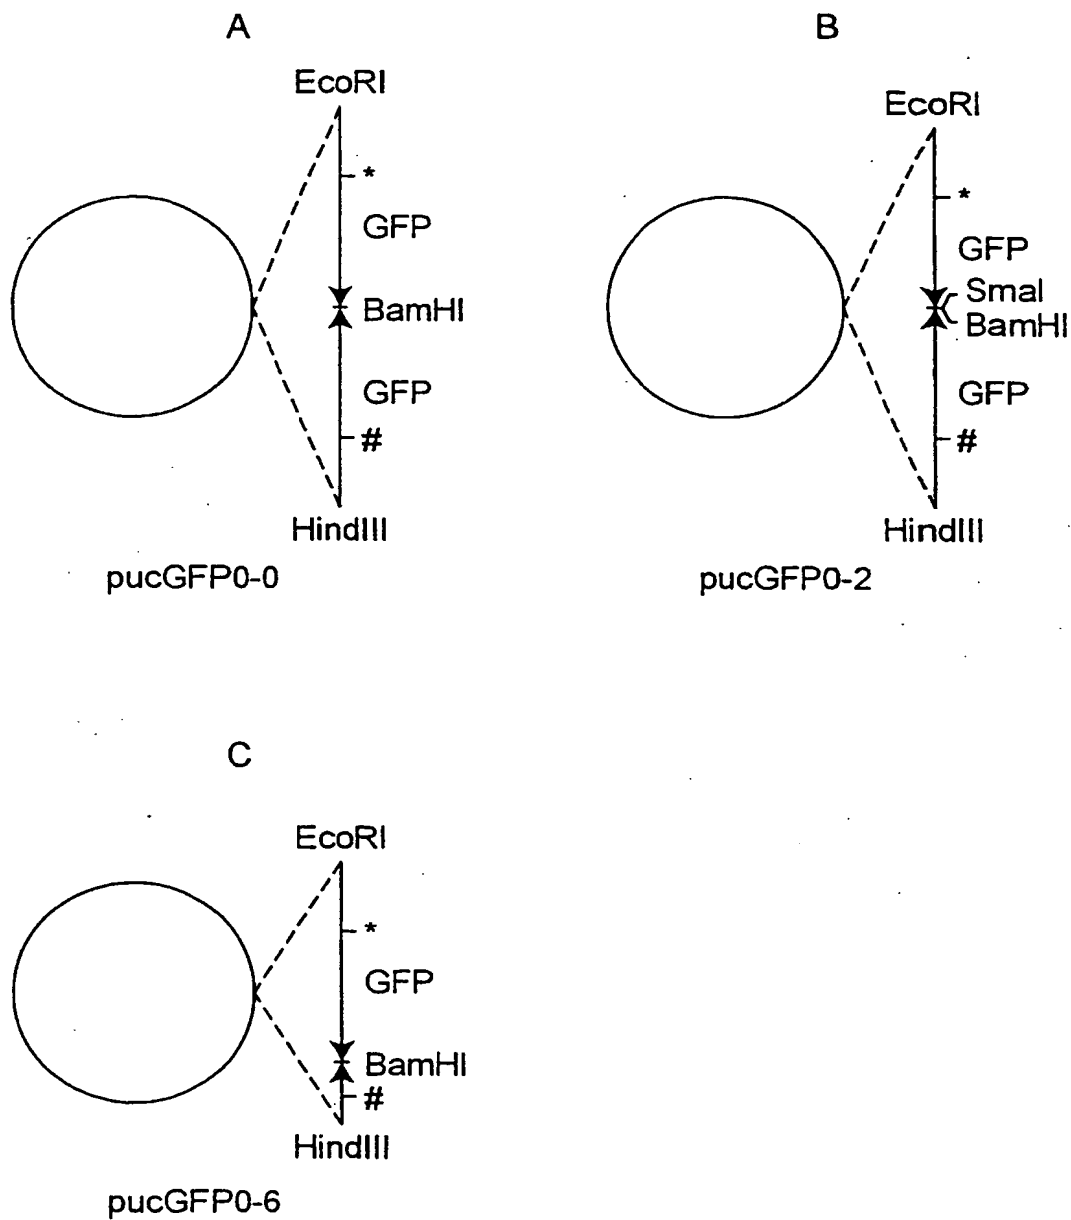 A
EcoRI
*
GFP
BamHI
GFP
#
HindIII
pucGFP0-0
B
EcoRI
*
GFP
SmaI
BamHI
GFP
#
HindIII
pucGFP0-2
C
EcoRI
*
GFP
BamHI
#
HindIII
pucGFP0-6